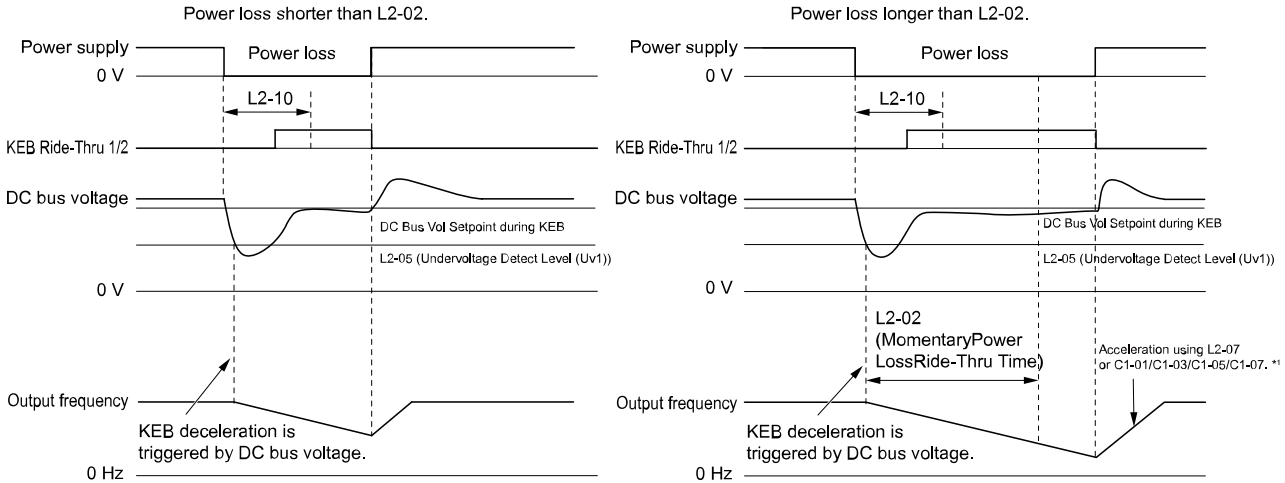 Power loss shorter than L2-02.
Power supply
Power loss
0 V
L2-10
KEB Ride-Thru 1/2
DC bus voltage
DC Bus Vol Setpoint during KEB
L2-05 (Undervoltage Detect Level (Uv1))
0 V
Output frequency
KEB deceleration is
triggered by DC bus voltage.
0 Hz
Power loss longer than L2-02.
Power supply
Power loss
0 V
L2-10
KEB Ride-Thru 1/2
DC bus voltage
DC Bus Vol Setpoint during KEB
L2-05 (Undervoltage Detect Level (Uv1))
0 V
L2-02
(MomentaryPower
LossRide-Thru Time)
Acceleration using L2-07
or C1-01/C1-03/C1-05/C1-07. *1
Output frequency
KEB deceleration is
triggered by DC bus voltage.
0 Hz